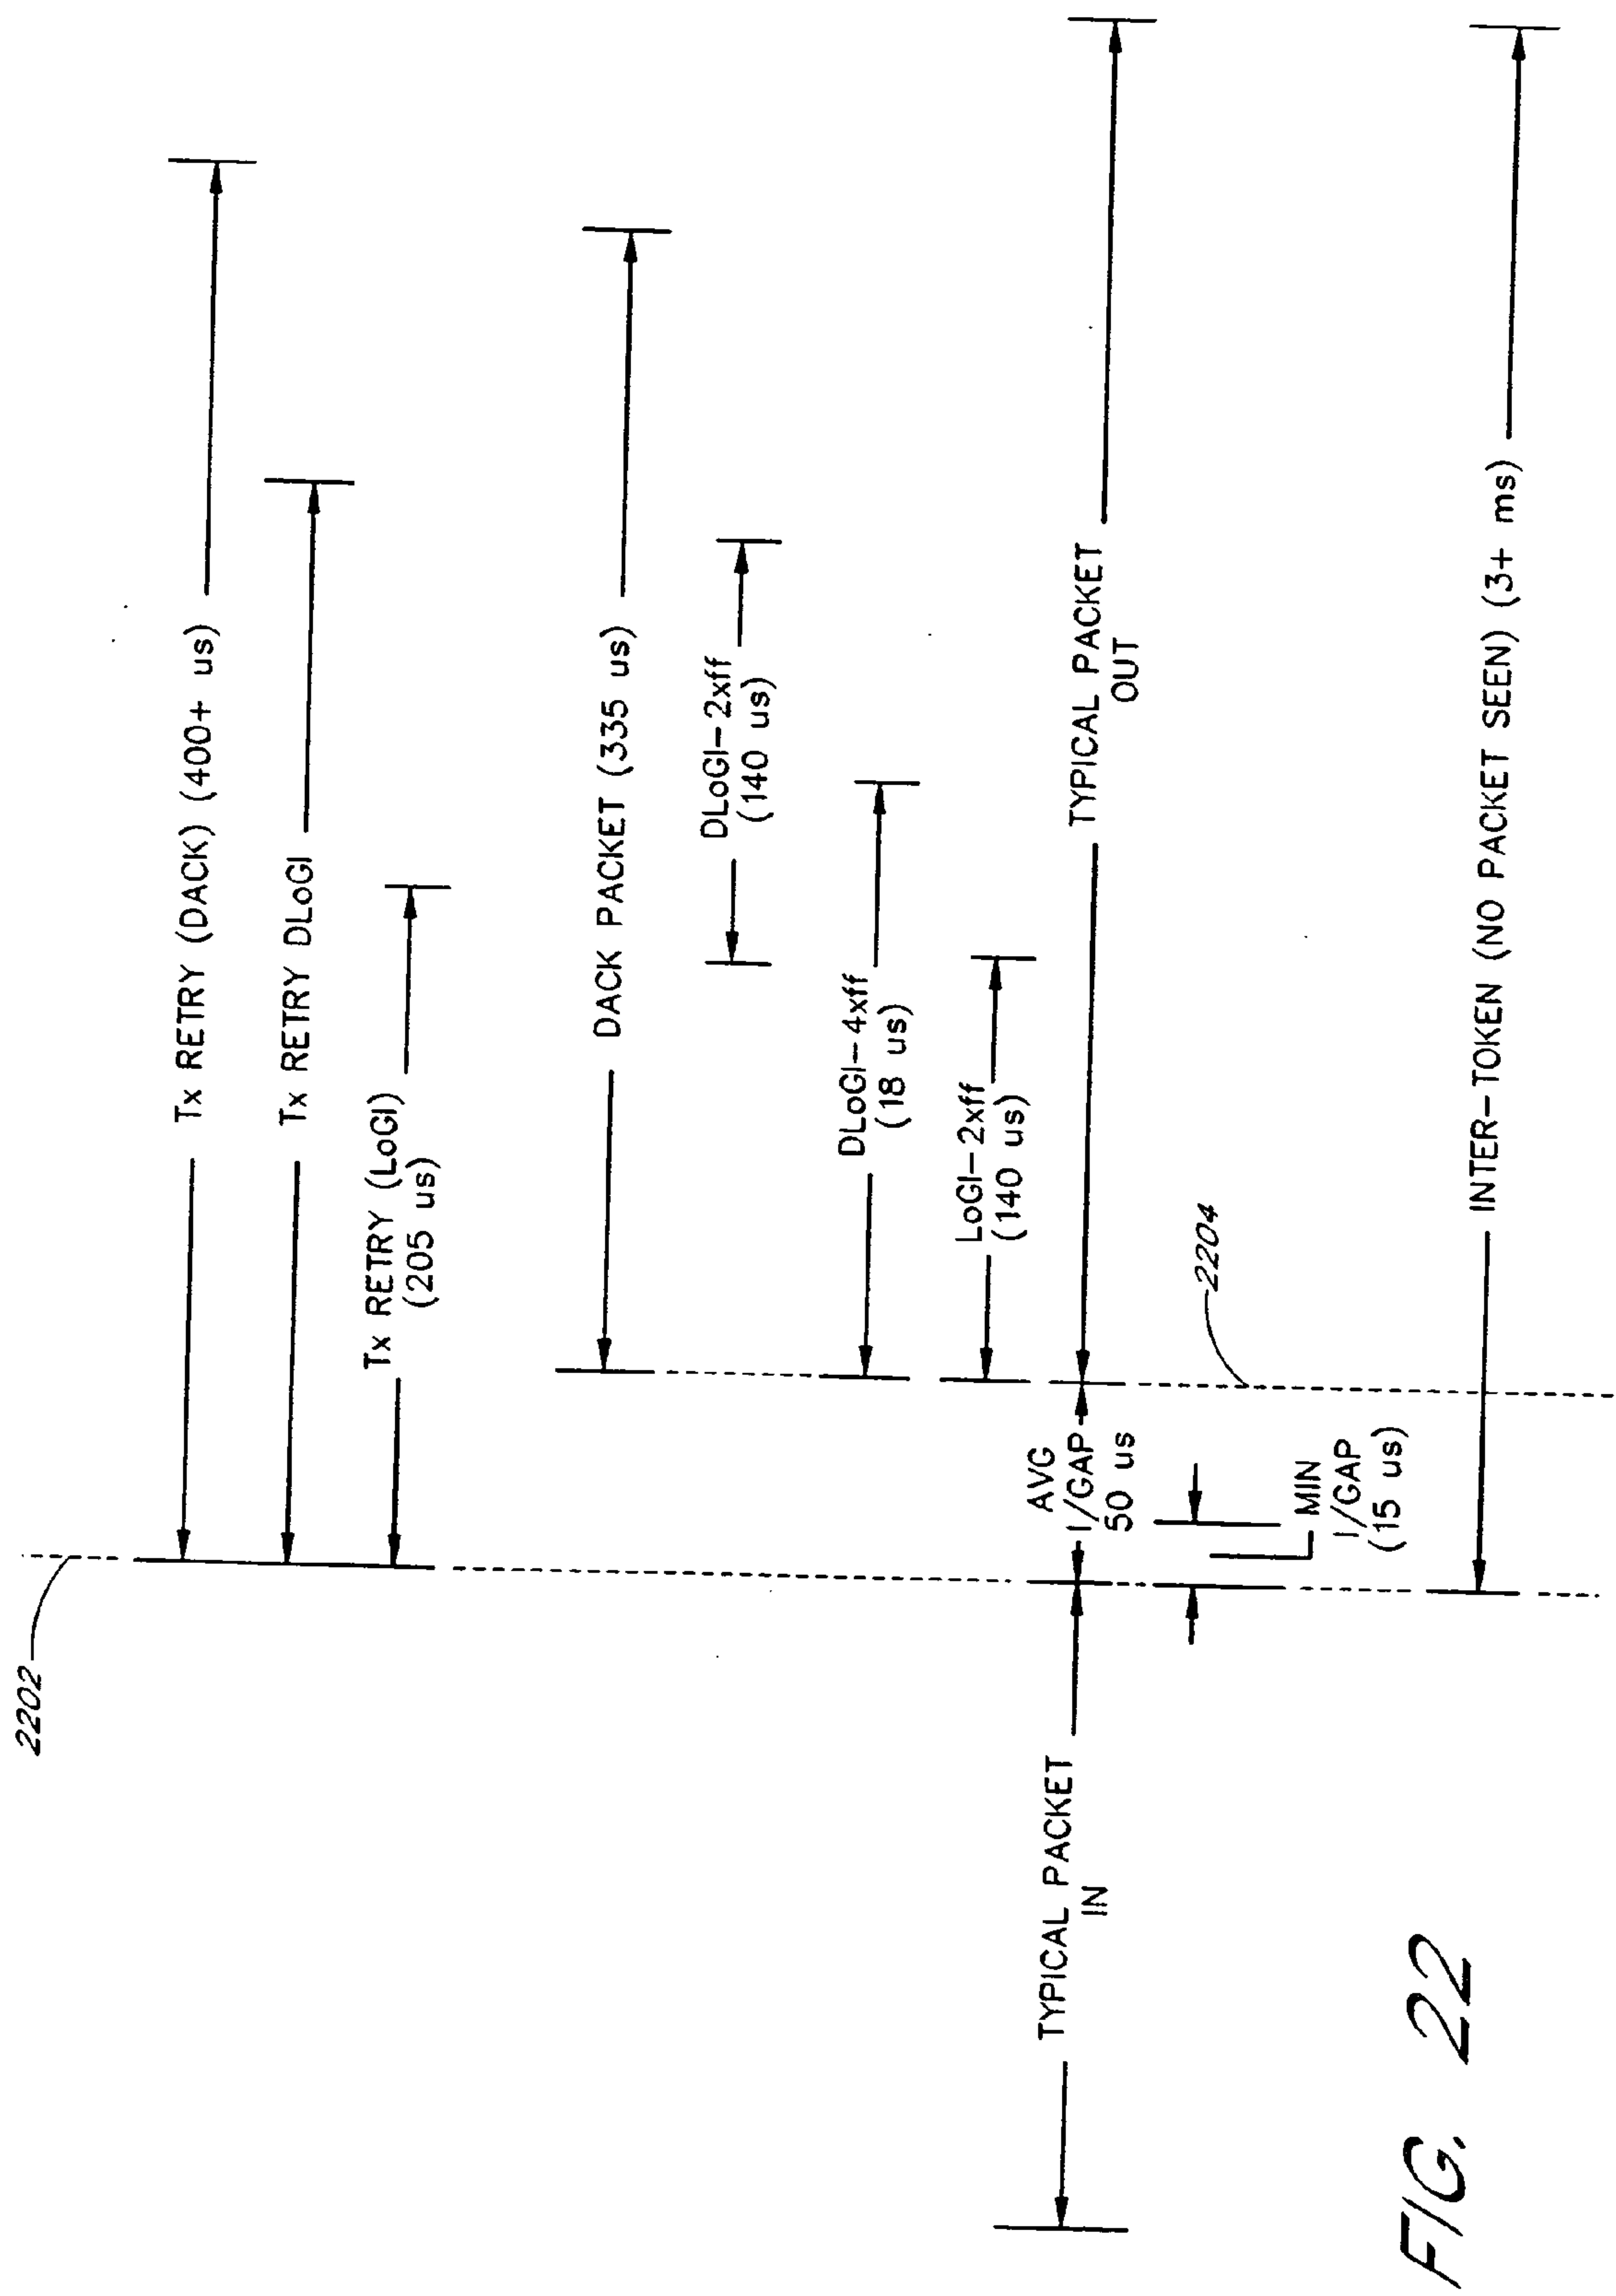 2202
Tx RETRY (DACK) (400+ us)
Tx RETRY DLoGI
Tx RETRY (LoGI)
(205 us)
DACK PACKET (335 us)
DLoGI-2xff
(140 us)
DLoGI-4xff
(18 us)
LoGI-2xff
(140 us)
TYPICAL PACKET
IN
AVG
I/GAP
50 us
TYPICAL PACKET
OUT
2204
MIN
I/GAP
(15 us)
INTER-TOKEN (NO PACKET SEEN) (3+ ms)
FIG. 22